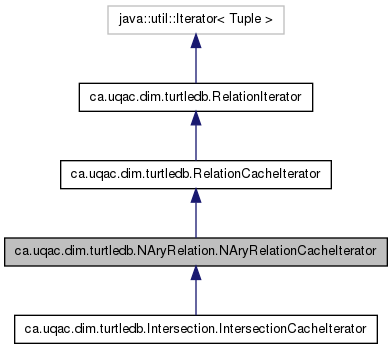 java::util::Iterator< Tuple >
ca.uqac.dim.turtledb.RelationIterator
ca.uqac.dim.turtledb.RelationCacheIterator
ca.uqac.dim.turtledb.NAryRelation.NAryRelationCacheIterator
ca.uqac.dim.turtledb.Intersection.IntersectionCacheIterator